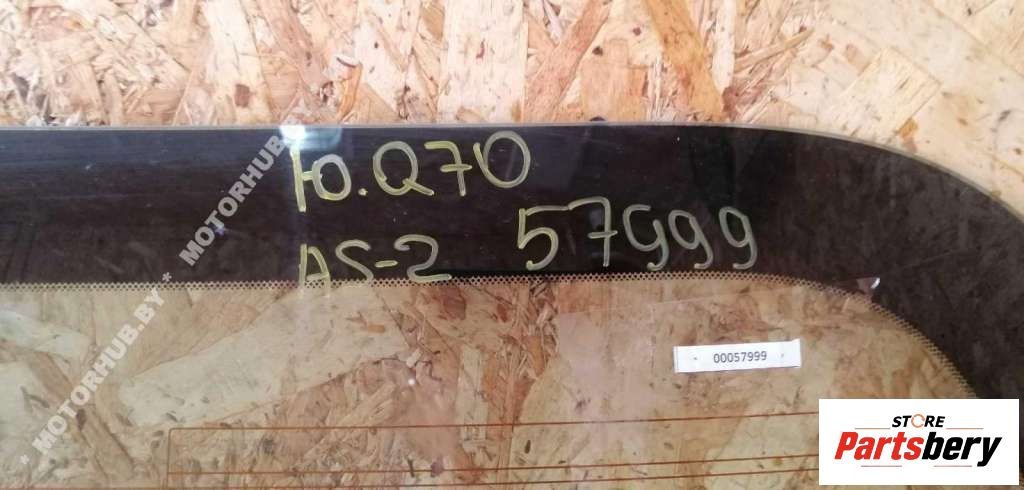 Ю.Q70
AS-2 57999
00057999
* MOTORHUB.BY * MOTORHUB.BY
STORE
Partsbery